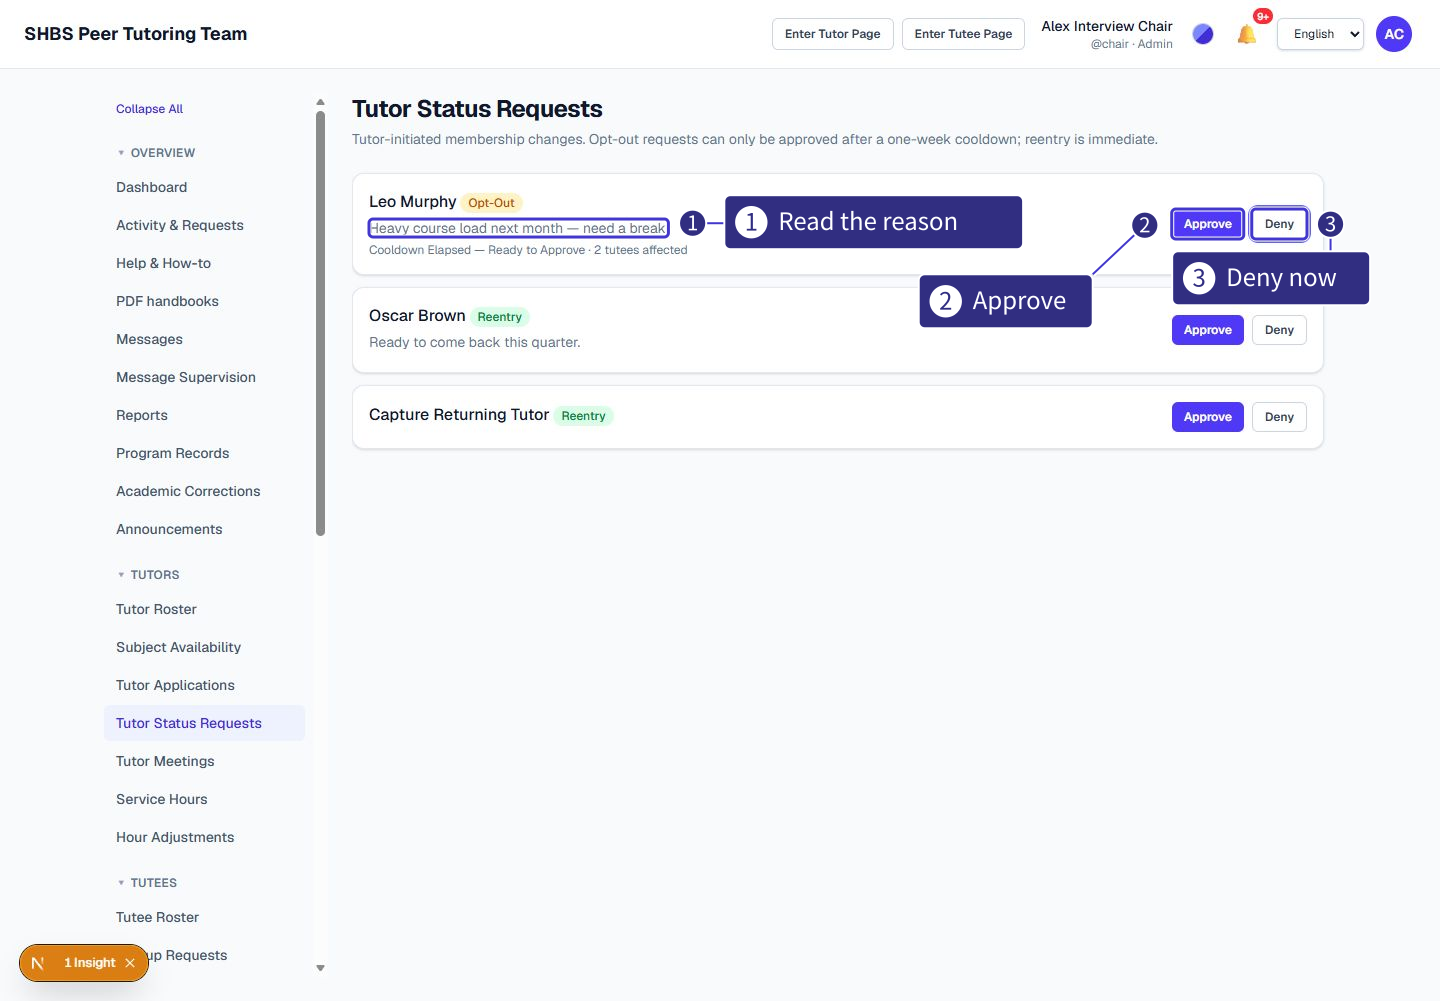 SHBS Peer Tutoring Team
Enter Tutor Page
Enter Tutee Page
Alex Interview Chair
@chair · Admin
9+
English
AC
Collapse All
OVERVIEW
Dashboard
Activity & Requests
Help & How-to
PDF handbooks
Messages
Message Supervision
Reports
Program Records
Academic Corrections
Announcements
TUTORS
Tutor Roster
Subject Availability
Tutor Applications
Tutor Status Requests
Tutor Meetings
Service Hours
Hour Adjustments
TUTEES
Tutee Roster
up Requests
1 Insight
Tutor Status Requests
Tutor-initiated membership changes. Opt-out requests can only be approved after a one-week cooldown; reentry is immediate.
Leo Murphy Opt-Out
Heavy course load next month — need a break
Cooldown Elapsed — Ready to Approve · 2 tutees affected
1
1 Read the reason
2
Approve
Deny
3
2 Approve
3 Deny now
Oscar Brown Reentry
Ready to come back this quarter.
Approve
Deny
Capture Returning Tutor Reentry
Approve
Deny